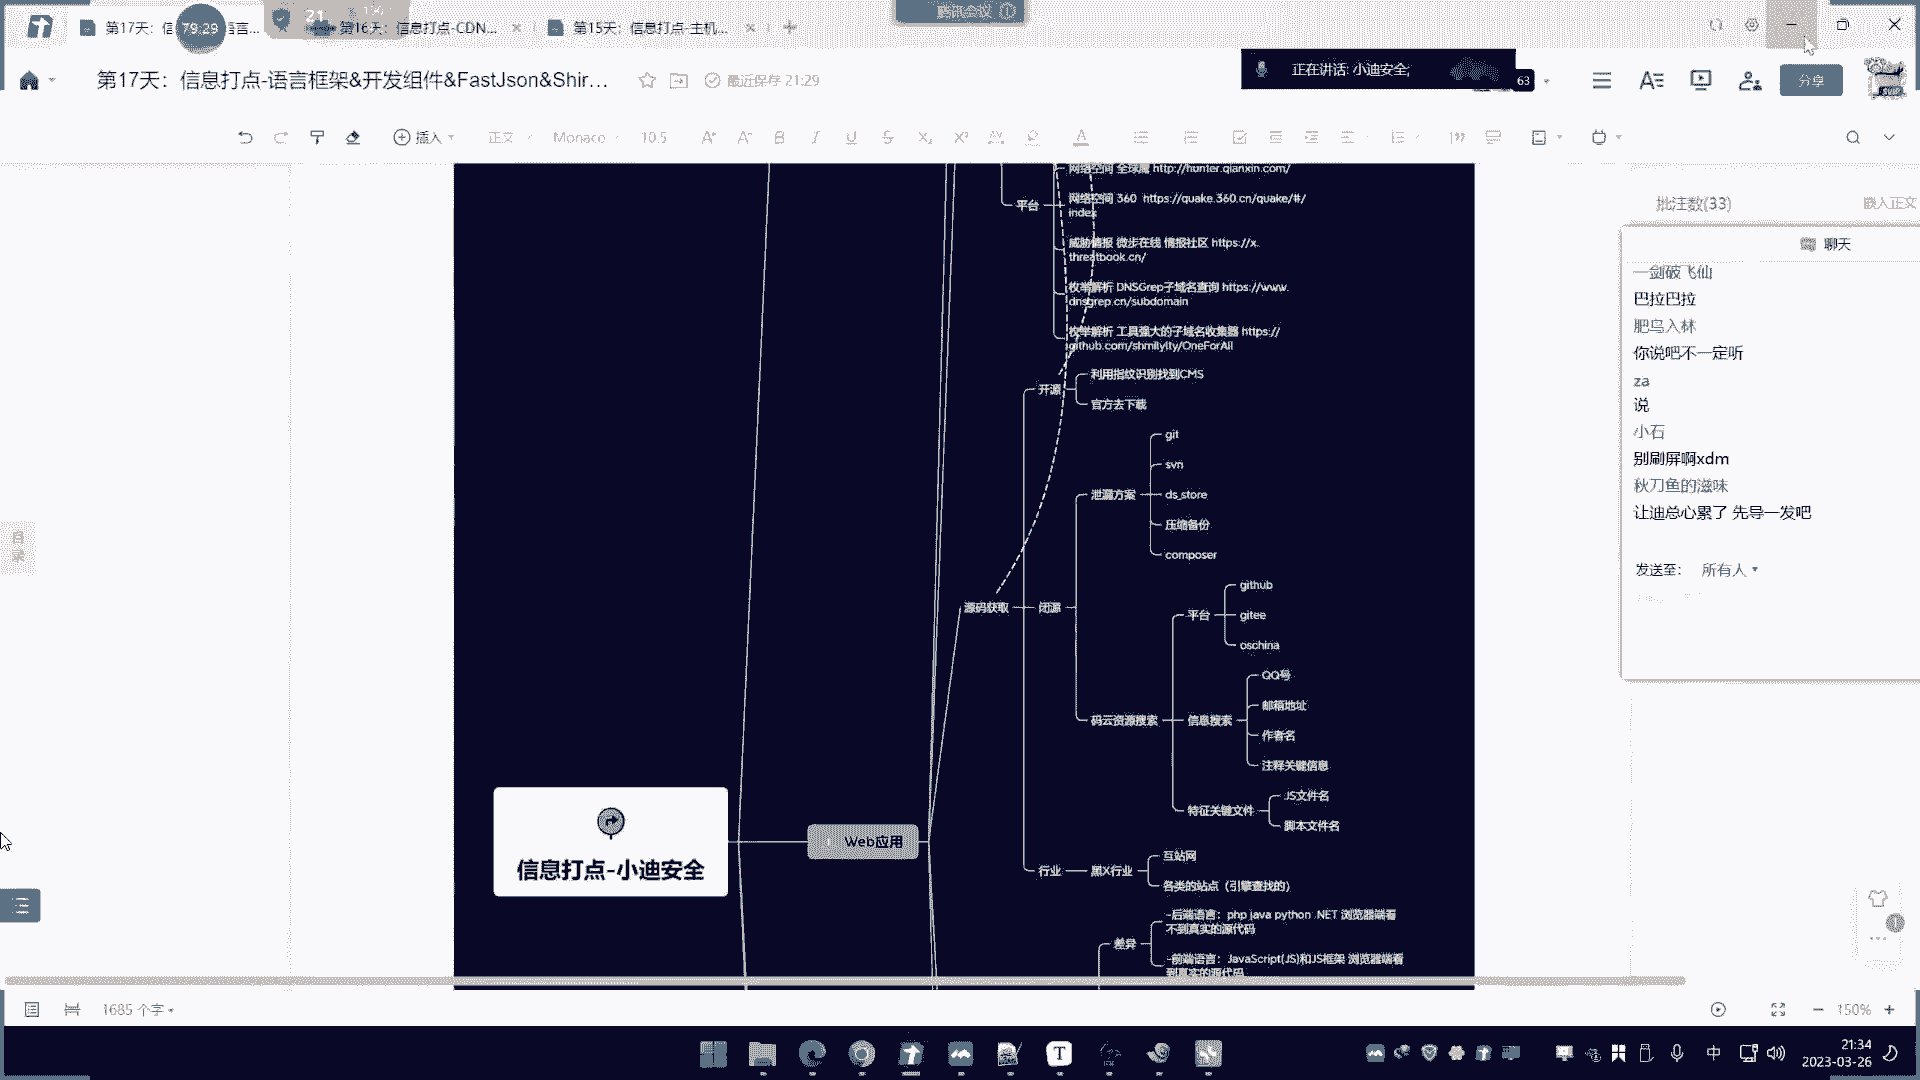 第17天：信
语言...
79:29
21
第16天：信息打点-CDN...
第15天：信息打点-主机...
腾讯会议
第17天：信息打点-语言框架&开发组件&FastJson&Shir...
最近保存 21:29
正在讲话: 小迪安全;
63
分享
插入
正文
Monaco
10.5
目录
网络空间 全球鹰 http://hunter.qianxin.com/
平台
网络空间 360 https://quake.360.cn/quake/#/
index
威胁情报 微步在线 情报社区 https://x.
threatbook.cn/
枚举解析 DNSGrep子域名查询 https://www.
dnsgrep.cn/subdomain
枚举解析 工具强大的子域名收集器 https://
github.com/shmilylty/OneForAll
开源
利用指纹识别找到CMS
官方去下载
git
svn
泄漏方案
ds_store
压缩备份
composer
源码获取
闭源
github
平台
gitee
oschina
QQ号
邮箱地址
码云资源搜索
信息搜索
作者名
注释关键信息
特征关键文件
JS文件名
脚本文件名
信息打点-小迪安全
Web应用
行业
黑X行业
互站网
各类的站点（引擎查找的）
差异
-后端语言：php java python .NET 浏览器端看
不到真实的源代码
-前端语言：JavaScript(JS)和JS框架 浏览器端看
到真实的源代码
批注数(33)
嵌入正文
聊天
一剑破飞仙
巴拉巴拉
肥鸟入林
你说吧不一定听
za
说
小石
别刷屏啊xdm
秋刀鱼的滋味
让迪总心累了 先导一发吧
发送至：
所有人
1685 个字
150%
中
21:34
2023-03-26